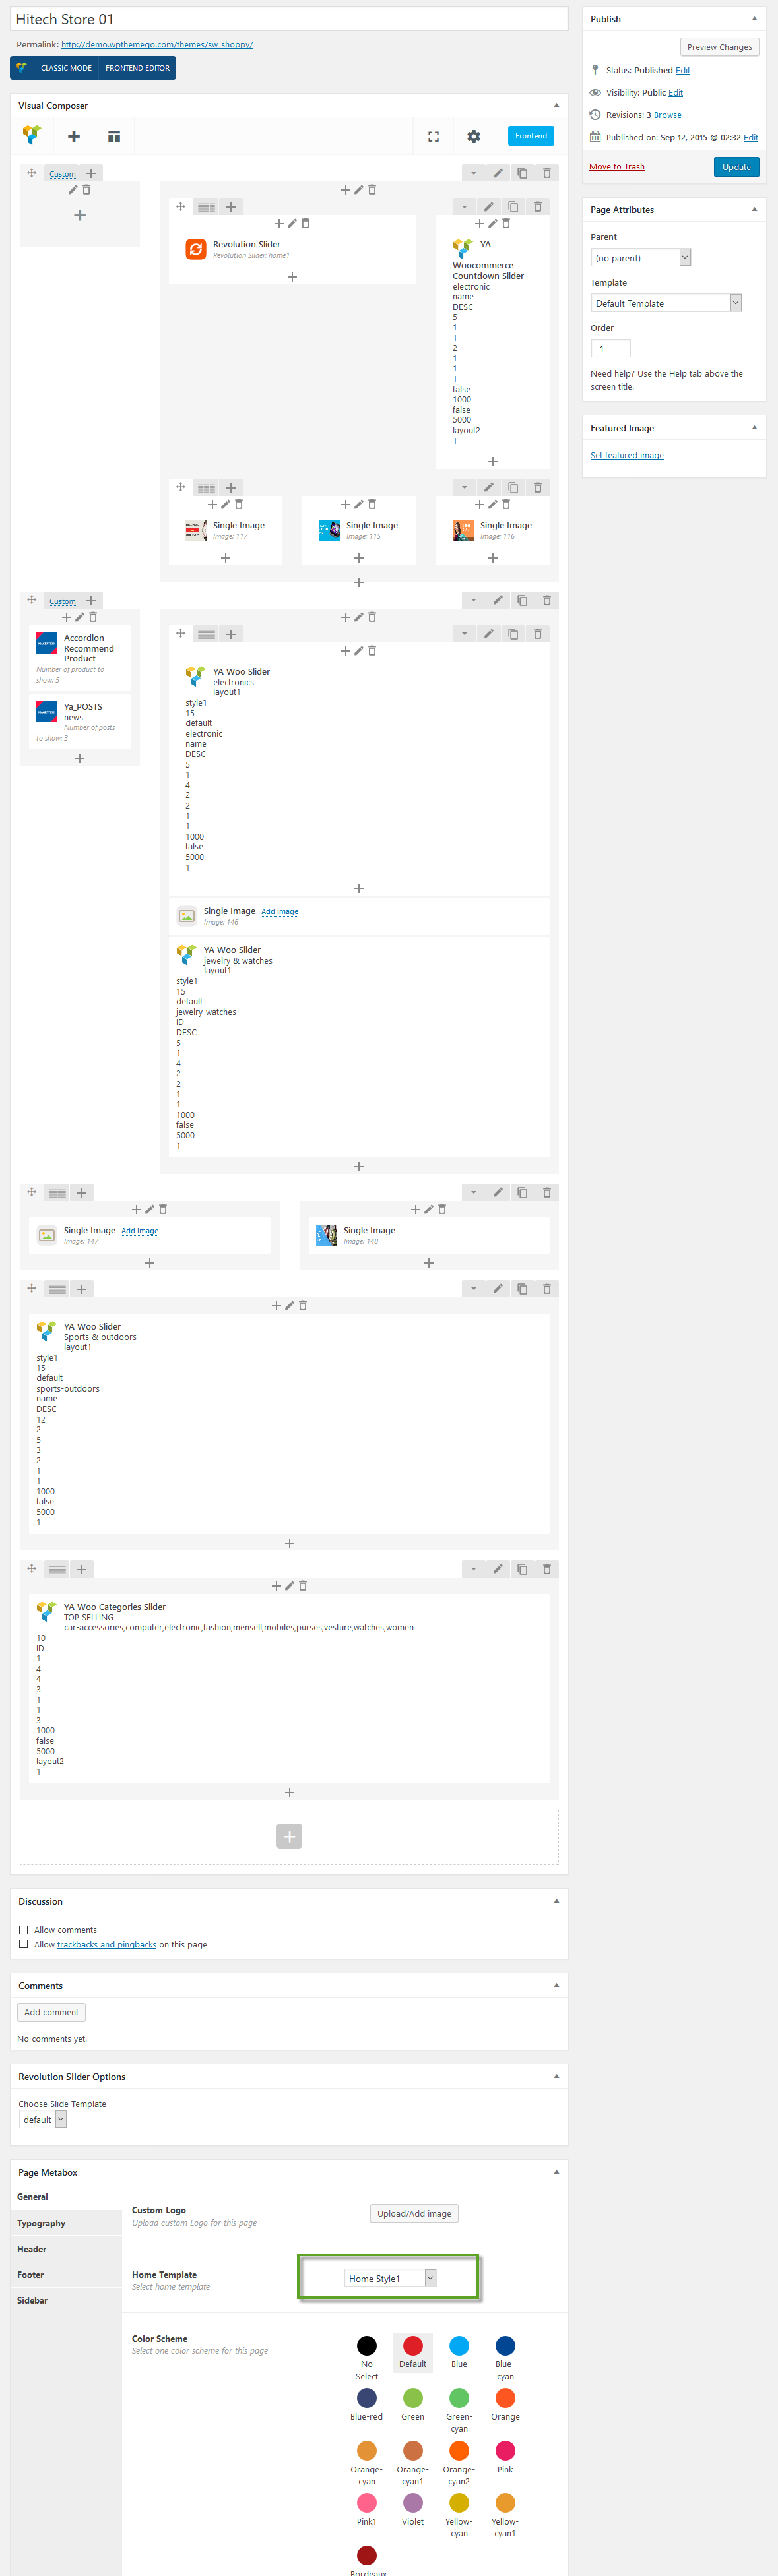 Hitech Store 01
Permalink: http://demo.wpthemego.com/themes/sw_shoppy/
CLASSIC MODE
FRONTEND EDITOR
Visual Composer
Frontend
Custom
Revolution Slider
Revolution Slider: home1
YA
Woocommerce
Countdown Slider
electronic
name
DESC
5
1
1
2
1
1
1
false
1000
false
5000
layout2
1
Single Image
Image: 117
Single Image
Image: 115
Single Image
Image: 116
Custom
Accordion
Recommend
Product
Number of product to
show: 5
Ya_POSTS
news
Number of posts
to show: 3
YA Woo Slider
electronics
layout1
style1
15
default
electronic
name
DESC
5
1
4
2
2
1
1
1000
false
5000
1
Single Image Add image
Image: 146
YA Woo Slider
jewelry & watches
layout1
style1
15
default
jewelry-watches
ID
DESC
5
1
4
2
2
1
1
1000
false
5000
1
Single Image Add image
Image: 147
Single Image
Image: 148
YA Woo Slider
Sports & outdoors
layout1
style1
15
default
sports-outdoors
name
DESC
12
2
5
3
2
1
1
1000
false
5000
1
YA Woo Categories Slider
TOP SELLING
car-accessories,computer,electronic,fashion,mensell,mobiles,purses,vesture,watches,women
10
ID
1
4
4
3
1
1
3
1000
false
5000
layout2
1
Discussion
Allow comments
Allow trackbacks and pingbacks on this page
Comments
Add comment
No comments yet.
Revolution Slider Options
Choose Slide Template
default
Page Metabox
General
Typography
Header
Footer
Sidebar
Custom Logo
Upload custom Logo for this page
Upload/Add image
Home Template
Select home template
Home Style1
Color Scheme
Select one color scheme for this page
No
Select
Default
Blue
Blue-
cyan
Blue-red
Green
Green-
cyan
Orange
Orange-
cyan
Orange-
cyan1
Orange-
cyan2
Pink
Pink1
Violet
Yellow-
cyan
Yellow-
cyan1
Bordeaux
Publish
Preview Changes
Status: Published Edit
Visibility: Public Edit
Revisions: 3 Browse
Published on: Sep 12, 2015 @ 02:32 Edit
Move to Trash
Update
Page Attributes
Parent
(no parent)
Template
Default Template
Order
-1
Need help? Use the Help tab above the
screen title.
Featured Image
Set featured image